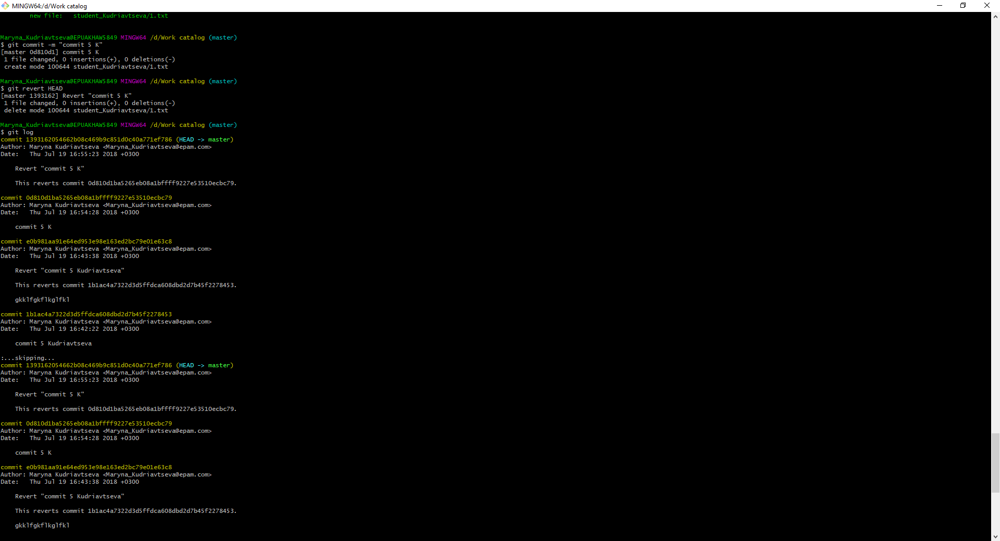 MINGW64:/d/Work catalog
new file:   student_Kudriavtseva/1.txt
Maryna_Kudriavtseva@EPUAKHAW5849 MINGW64 /d/Work catalog (master)
$ git commit -m "commit 5 K"
[master 0d810d1] commit 5 K
1 file changed, 0 insertions(+), 0 deletions(-)
create mode 100644 student_Kudriavtseva/1.txt
Maryna_Kudriavtseva@EPUAKHAW5849 MINGW64 /d/Work catalog (master)
$ git revert HEAD
[master 1393162] Revert "commit 5 K"
1 file changed, 0 insertions(+), 0 deletions(-)
delete mode 100644 student_Kudriavtseva/1.txt
Maryna_Kudriavtseva@EPUAKHAW5849 MINGW64 /d/Work catalog (master)
$ git log
commit 1393162054662b08c469b9c851d0c40a771ef786 (HEAD -> master)
Author: Maryna Kudriavtseva <Maryna_Kudriavtseva@epam.com>
Date:   Thu Jul 19 16:55:23 2018 +0300
Revert "commit 5 K"
This reverts commit 0d810d1ba5265eb08a1bffff9227e53510ecbc79.
commit 0d810d1ba5265eb08a1bffff9227e53510ecbc79
Author: Maryna Kudriavtseva <Maryna_Kudriavtseva@epam.com>
Date:   Thu Jul 19 16:54:28 2018 +0300
commit 5 K
commit e0b981aa91e64ed953e98e163ed2bc79e01e63c8
Author: Maryna Kudriavtseva <Maryna_Kudriavtseva@epam.com>
Date:   Thu Jul 19 16:43:38 2018 +0300
Revert "commit 5 Kudriavtseva"
This reverts commit 1b1ac4a7322d3d5ffdca608dbd2d7b45f2278453.
gkklfgkflkglfkl
commit 1b1ac4a7322d3d5ffdca608dbd2d7b45f2278453
Author: Maryna Kudriavtseva <Maryna_Kudriavtseva@epam.com>
Date:   Thu Jul 19 16:42:22 2018 +0300
commit 5 Kudriavtseva
:...skipping...
commit 1393162054662b08c469b9c851d0c40a771ef786 (HEAD -> master)
Author: Maryna Kudriavtseva <Maryna_Kudriavtseva@epam.com>
Date:   Thu Jul 19 16:55:23 2018 +0300
Revert "commit 5 K"
This reverts commit 0d810d1ba5265eb08a1bffff9227e53510ecbc79.
commit 0d810d1ba5265eb08a1bffff9227e53510ecbc79
Author: Maryna Kudriavtseva <Maryna_Kudriavtseva@epam.com>
Date:   Thu Jul 19 16:54:28 2018 +0300
commit 5 K
commit e0b981aa91e64ed953e98e163ed2bc79e01e63c8
Author: Maryna Kudriavtseva <Maryna_Kudriavtseva@epam.com>
Date:   Thu Jul 19 16:43:38 2018 +0300
Revert "commit 5 Kudriavtseva"
This reverts commit 1b1ac4a7322d3d5ffdca608dbd2d7b45f2278453.
gkklfgkflkglfkl